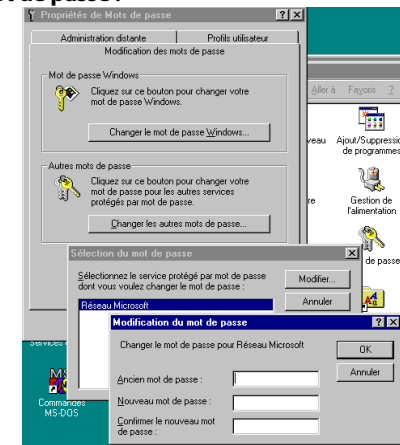 Propriétés de Mots de passe
Administration distante
Profils utilisateur
Modification des mots de passe
Mot de passe Windows
Cliquez sur ce bouton pour changer votre
mot de passe Windows.
Changer le mot de passe Windows...
Autres mots de passe
Cliquez sur ce bouton pour changer votre
mot de passe pour les autres services
protégés par mot de passe.
Changer les autres mots de passe...
Aller à Favoris ?
Ajout/Suppressio
de programmes
Gestion de
l'alimentation
de passe
Sélection du mot de passe
Sélectionnez le service protégé par mot de passe
dont vous voulez changer le mot de passe :
Modifier...
Annuler
Réseau Microsoft
Modification du mot de passe
Changer le mot de passe pour Réseau Microsoft
OK
Annuler
Ancien mot de passe :
Nouveau mot de passe :
Confirmer le nouveau mot
de passe :
Services
MS
Commandes
MS-DOS